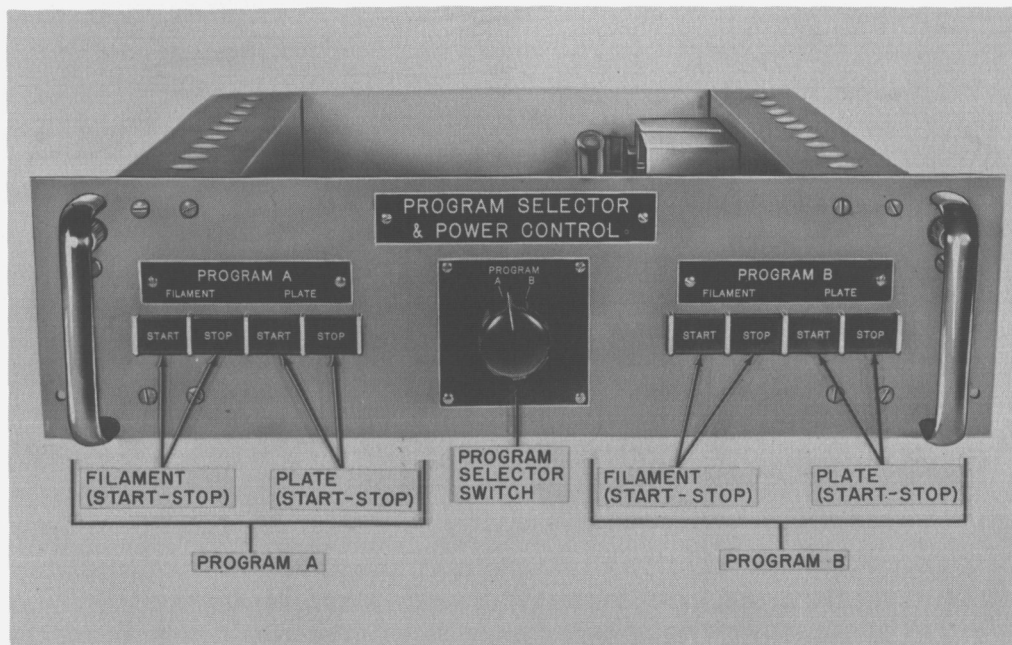 PROGRAM SELECTOR
& POWER CONTROL
PROGRAM A
FILAMENT PLATE
START STOP START STOP
PROGRAM
A B
PROGRAM B
FILAMENT PLATE
START STOP START STOP
FILAMENT
(START-STOP)
PLATE
(START-STOP)
PROGRAM
SELECTOR
SWITCH
FILAMENT
(START-STOP)
PLATE
(START-STOP)
PROGRAM A
PROGRAM B